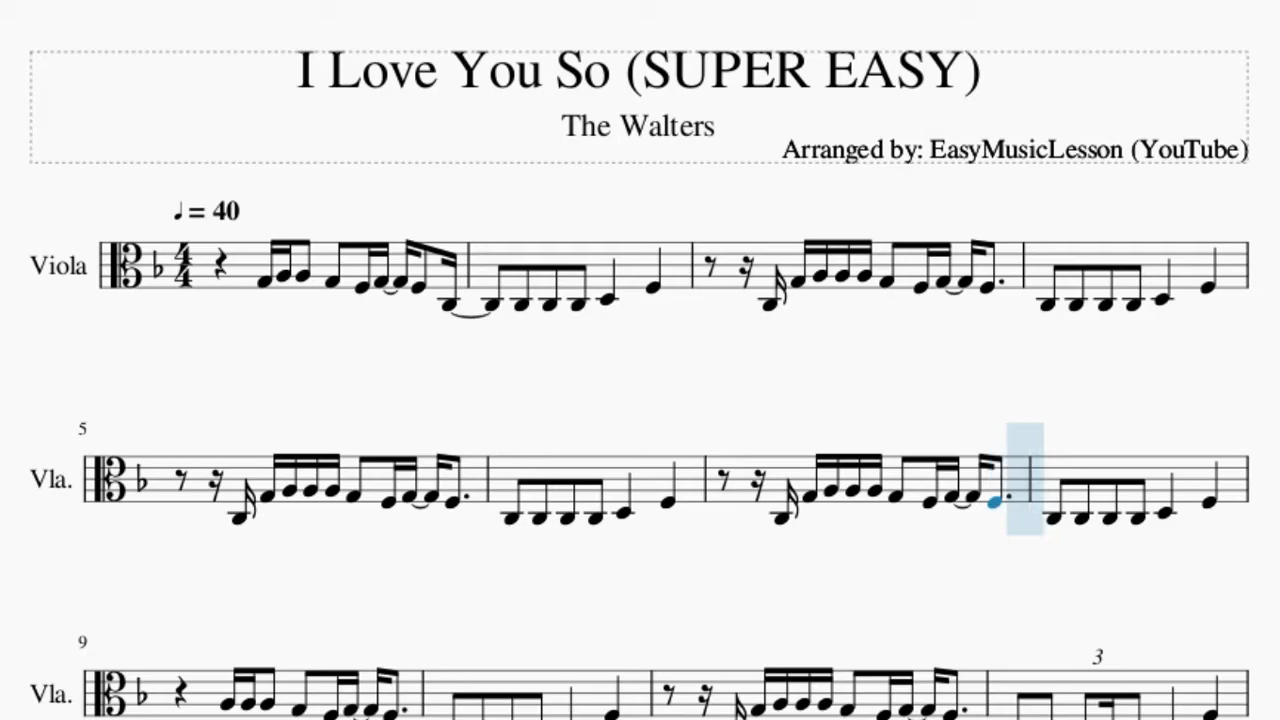 I Love You So (SUPER EASY)
The Walters
Arranged by: EasyMusicLesson (YouTube)
♩ = 40
Viola
4
4
5
Vla.
9
3
Vla.